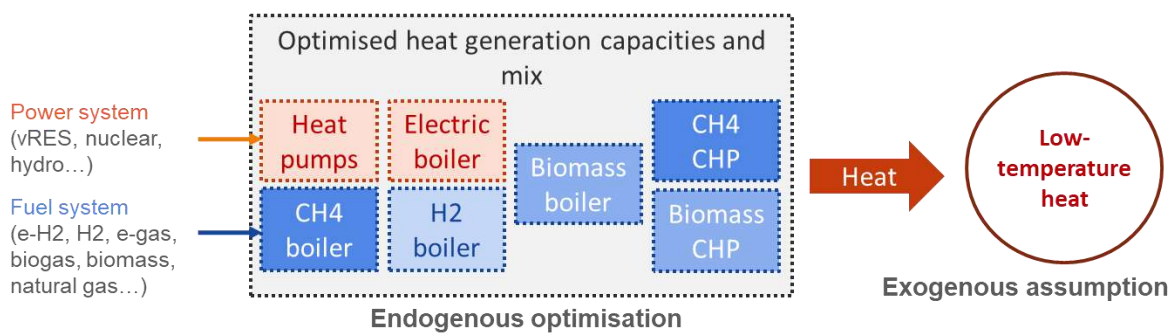 Optimised heat generation capacities and
mix
Power system
(vRES, nuclear,
hydro...)
Fuel system
(e-H2, H2, e-gas,
biogas, biomass,
natural gas...)
Heat
pumps
Electric
boiler
CH4
boiler
H2
boiler
Biomass
boiler
CH4
CHP
Biomass
CHP
Heat
Low-
temperature
heat
Endogenous optimisation
Exogenous assumption